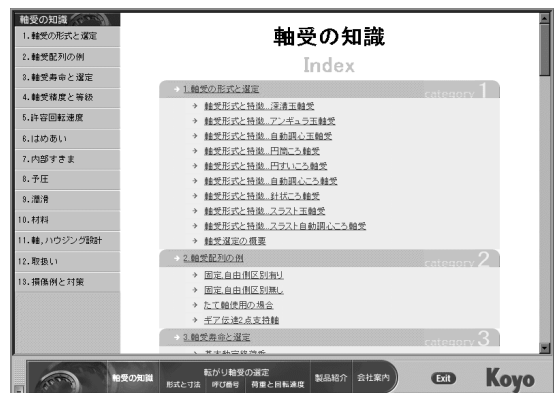 軸受の知識
1.軸受の形式と選定
2.軸受配列の例
3.軸受寿命と選定
4.軸受精度と等級
5.許容回転速度
6.はめあい
7.内部すきま
8.予圧
9.潤滑
10.材料
11.軸,ハウジング設計
12.取扱い
13.損傷例と対策
軸受の知識
Index
1.軸受の形式と選定 category 1
軸受形式と特徴…深溝玉軸受
軸受形式と特徴…アンギュラ玉軸受
軸受形式と特徴…自動調心玉軸受
軸受形式と特徴…円筒ころ軸受
軸受形式と特徴…円すいころ軸受
軸受形式と特徴…自動調心ころ軸受
軸受形式と特徴…針状ころ軸受
軸受形式と特徴…スラスト玉軸受
軸受形式と特徴…スラスト自動調心ころ軸受
軸受選定の概要
2.軸受配列の例 category 2
固定,自由側区別有り
固定,自由側区別無し
たて軸使用の場合
ギア伝達2点支持軸
3.軸受寿命と選定 category 3
軸受の知識
転がり軸受の選定
形式と寸法 呼び番号 荷重と回転速度
製品紹介 会社案内
Exit
Koyo